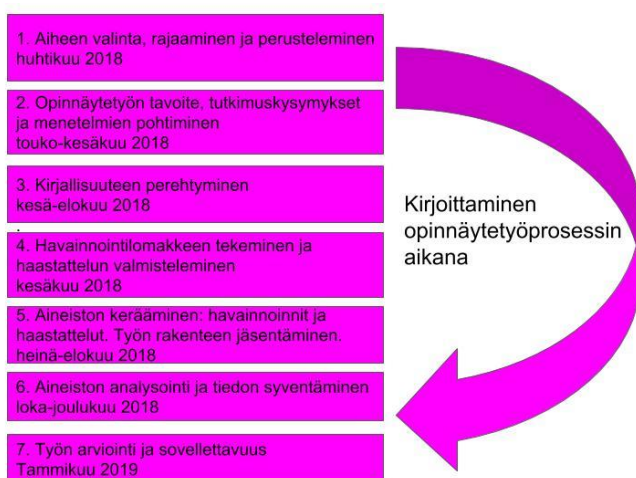 1. Aiheen valinta, rajaaminen ja perusteleminen
huhtikuu 2018
2. Opinnäytetyön tavoite, tutkimuskysymykset
ja menetelmien pohtiminen
touko-kesäkuu 2018
3. Kirjallisuuteen perehtyminen
kesä-elokuu 2018
.
4. Havainnointilomakkeen tekeminen ja
haastattelun valmisteleminen
kesäkuu 2018
5. Aineiston kerääminen: havainnoinnit ja
haastattelut. Työn rakenteen jäsentäminen.
heinä-elokuu 2018
6. Aineiston analysointi ja tiedon syventäminen
loka-joulukuu 2018
7. Työn arviointi ja sovellettavuus
Tammikuu 2019
Kirjoittaminen
opinnäytetyöprosessin
aikana